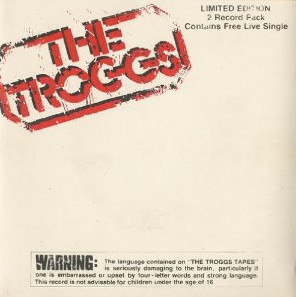 LIMITED EDITION
2 Record Pack
Contains Free Live Single
THE
TROGGS
WARNING: The language contained on "THE TROGGS TAPES"
is seriously damaging to the brain, particularly if
one is embarrassed or upset by four-letter words and strong language.
This record is not advisable for children under the age of 16